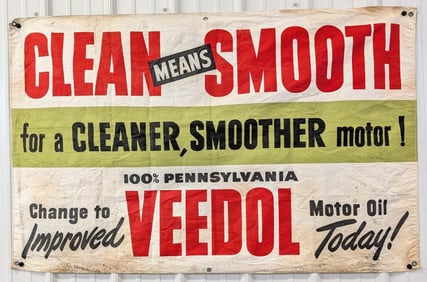 CLEAN MEANS SMOOTH
for a CLEANER, SMOOTHER motor!
100% PENNSYLVANIA
Change to Improved VEEDOL Motor Oil Today!